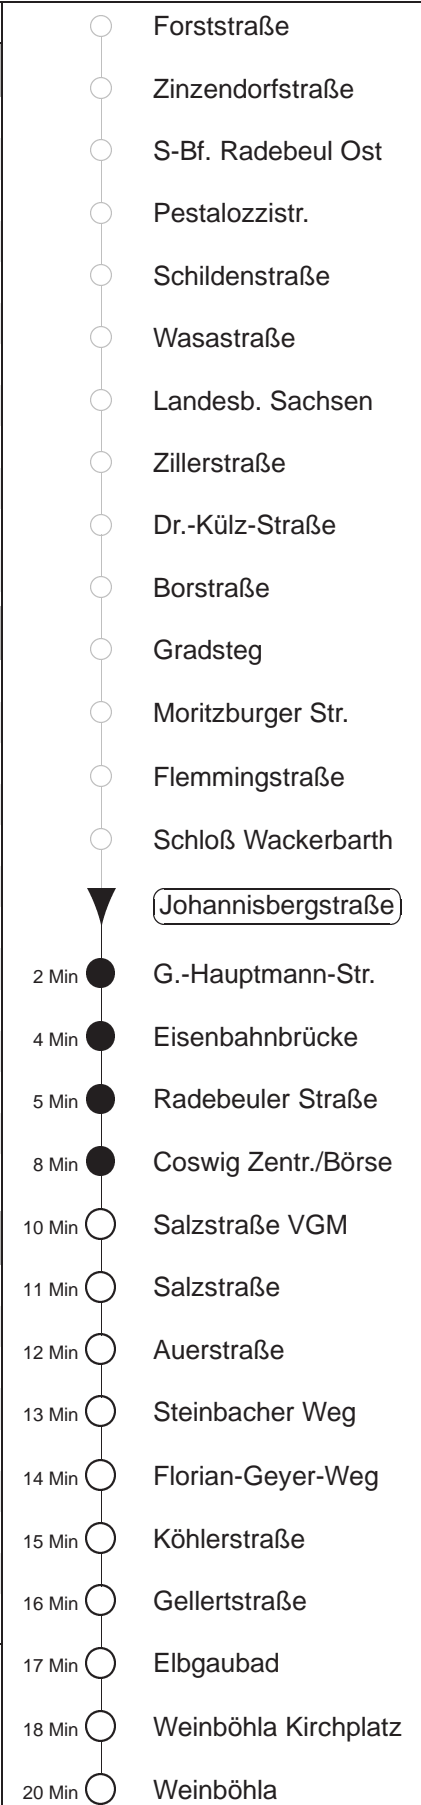 Forststraße
Zinzendorfstraße
S-Bf. Radebeul Ost
Pestalozzistr.
Schildenstraße
Wasastraße
Landesb. Sachsen
Zillerstraße
Dr.-Külz-Straße
Borstraße
Gradsteg
Moritzburger Str.
Flemmingstraße
Schloß Wackerbarth
Johannisbergstraße
2 Min G.-Hauptmann-Str.
4 Min Eisenbahnbrücke
5 Min Radebeuler Straße
8 Min Coswig Zentr./Börse
10 Min Salzstraße VGM
11 Min Salzstraße
12 Min Auerstraße
13 Min Steinbacher Weg
14 Min Florian-Geyer-Weg
15 Min Köhlerstraße
16 Min Gellertstraße
17 Min Elbgaubad
18 Min Weinböhla Kirchplatz
20 Min Weinböhla